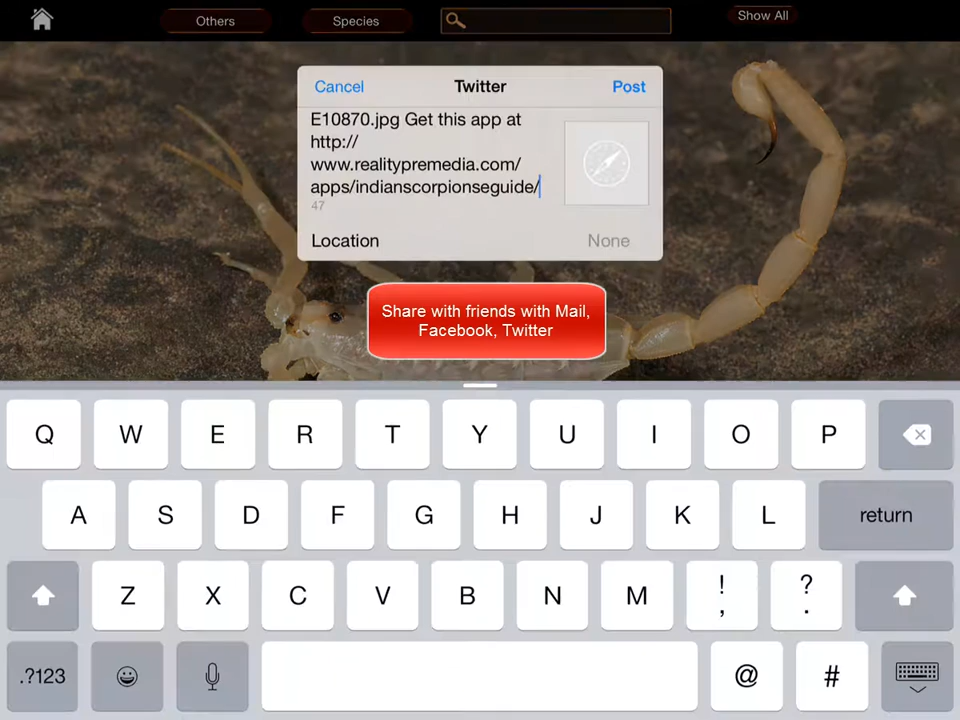 Others
Species
Show All
Cancel
Twitter
Post
E10870.jpg Get this app at
http://
www.realitypremedia.com/
apps/indianscorpionseguide/
47
Location
None
Share with friends with Mail,
Facebook, Twitter
Q W E R T Y U I O P
A S D F G H J K L return
Z X C V B N M ! , ? .
.?123 @ #